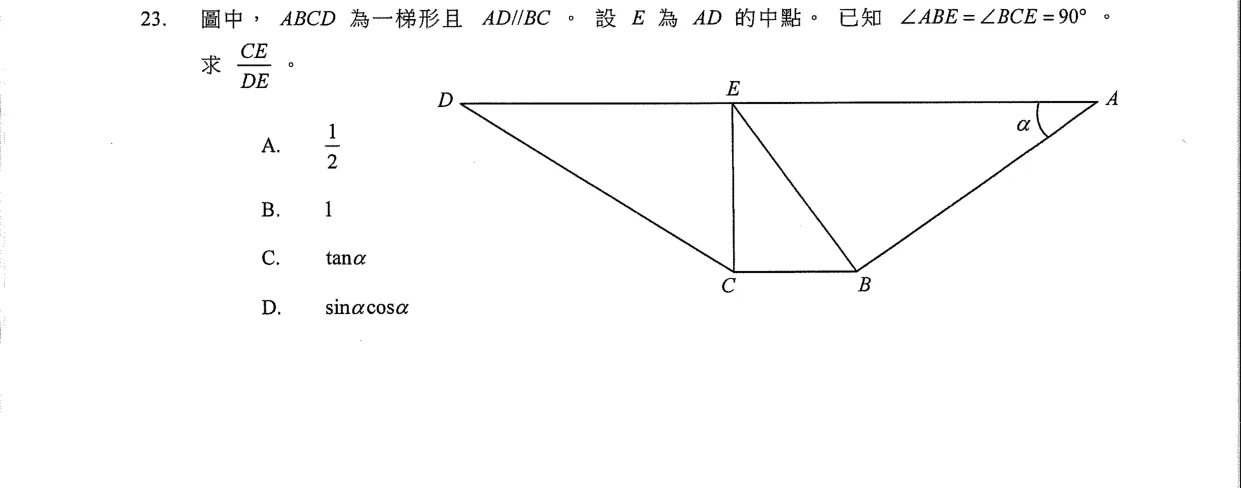 23. 圖中， ABCD 為一梯形且 AD//BC 。 設 E 為 AD 的中點。 已知 ∠ABE = ∠BCE = 90° 。
求 CE/DE 。
D
E
A
α
A. 1/2
B. 1
C. tanα
C
B
D. sinαcosα